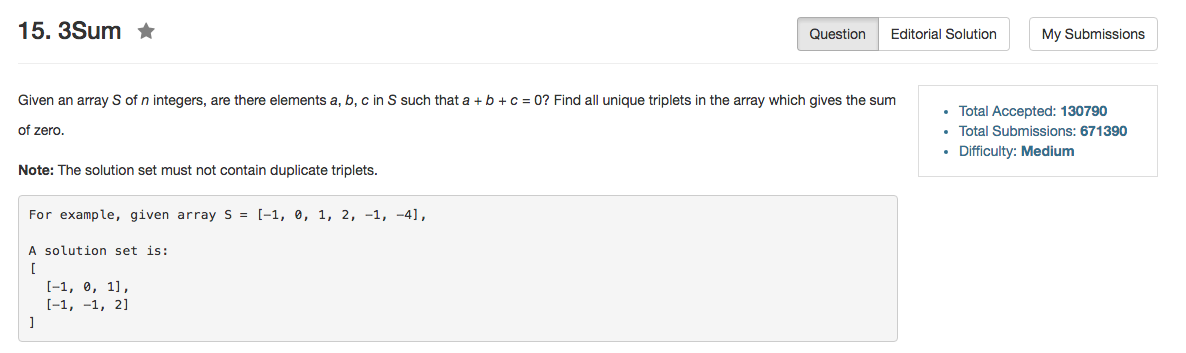 15. 3Sum
Question Editorial Solution My Submissions
Given an array S of n integers, are there elements a, b, c in S such that a + b + c = 0? Find all unique triplets in the array which gives the sum
of zero.
Note: The solution set must not contain duplicate triplets.
For example, given array S = [-1, 0, 1, 2, -1, -4],
A solution set is:
[
[-1, 0, 1],
[-1, -1, 2]
]
Total Accepted: 130790
Total Submissions: 671390
Difficulty: Medium